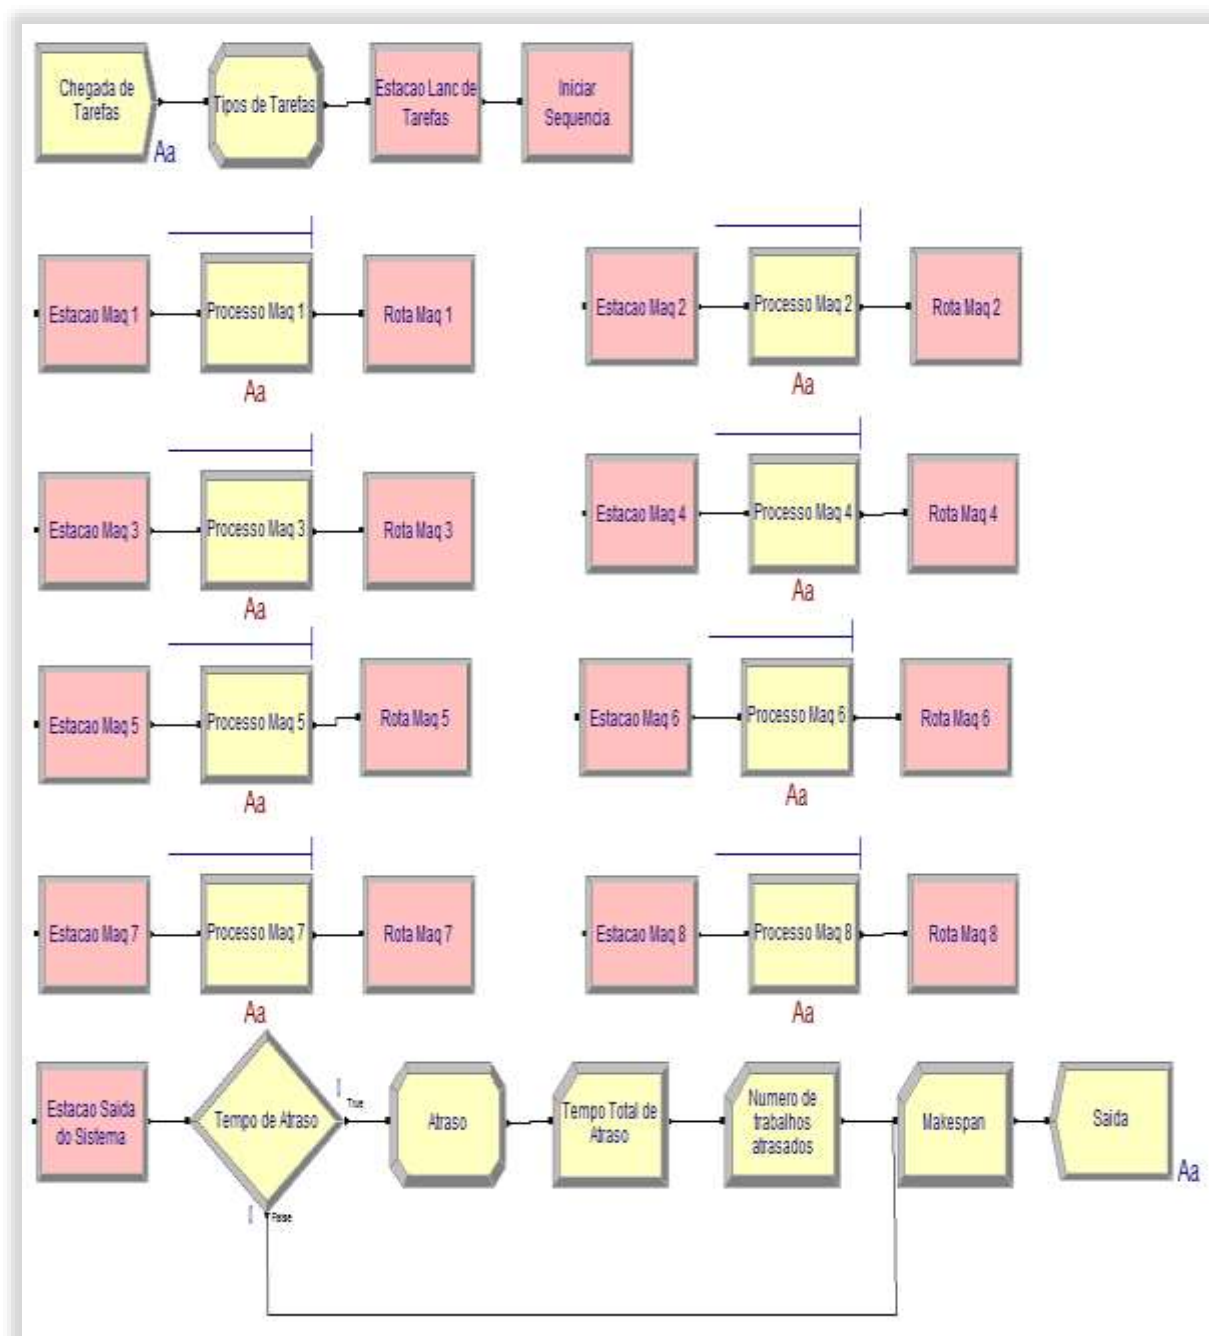 Chegada de
Tarefas
Aa
Tipos de Tarefas
Estacao Lanc de
Tarefas
Iniciar
Sequencia
Estacao Maq 1
Processo Maq 1
Aa
Rota Maq 1
Estacao Maq 2
Processo Maq 2
Aa
Rota Maq 2
Estacao Maq 3
Processo Maq 3
Aa
Rota Maq 3
Estacao Maq 4
Processo Maq 4
Aa
Rota Maq 4
Estacao Maq 5
Processo Maq 5
Aa
Rota Maq 5
Estacao Maq 6
Processo Maq 6
Aa
Rota Maq 6
Estacao Maq 7
Processo Maq 7
Aa
Rota Maq 7
Estacao Maq 8
Processo Maq 8
Aa
Rota Maq 8
Estacao Saida
do Sistema
Tempo de Atraso
True
False
Atraso
Tempo Total de
Atraso
Numero de
trabalhos
atrasados
Makespan
Saida
Aa